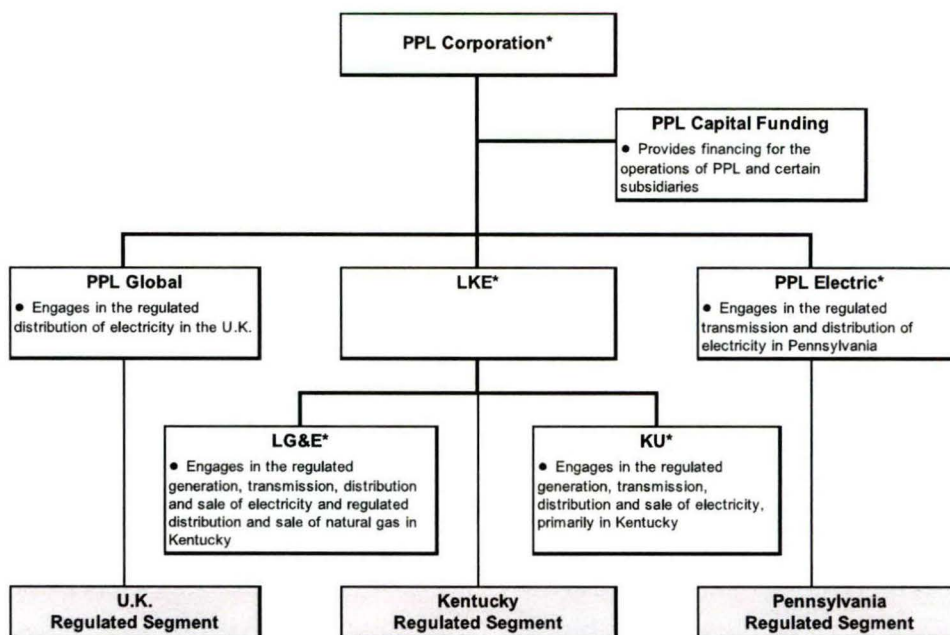 PPL Corporation*
PPL Capital Funding
● Provides financing for the
operations of PPL and certain
subsidiaries
PPL Global
● Engages in the regulated
distribution of electricity in the U.K.
LKE*
PPL Electric*
● Engages in the regulated
transmission and distribution of
electricity in Pennsylvania
LG&E*
● Engages in the regulated
generation, transmission, distribution
and sale of electricity and regulated
distribution and sale of natural gas in
Kentucky
KU*
● Engages in the regulated
generation, transmission,
distribution and sale of electricity,
primarily in Kentucky
U.K.
Regulated Segment
Kentucky
Regulated Segment
Pennsylvania
Regulated Segment